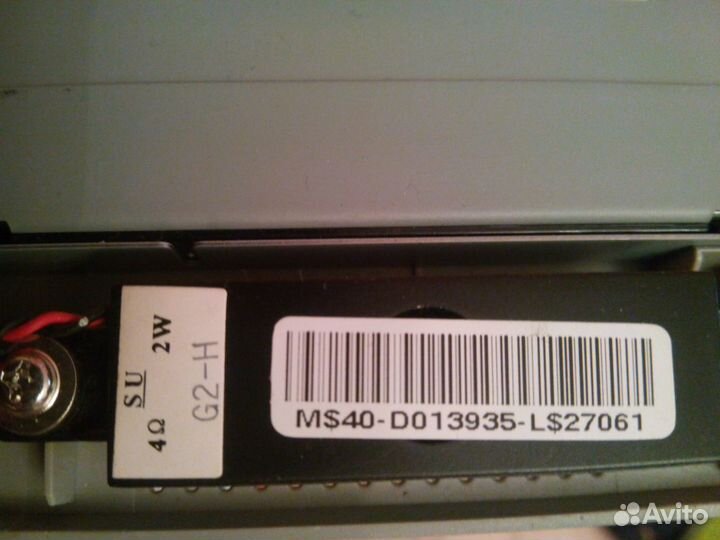 4Ω SU 2W
G2-H
M$40-D013935-L$27061
Avito